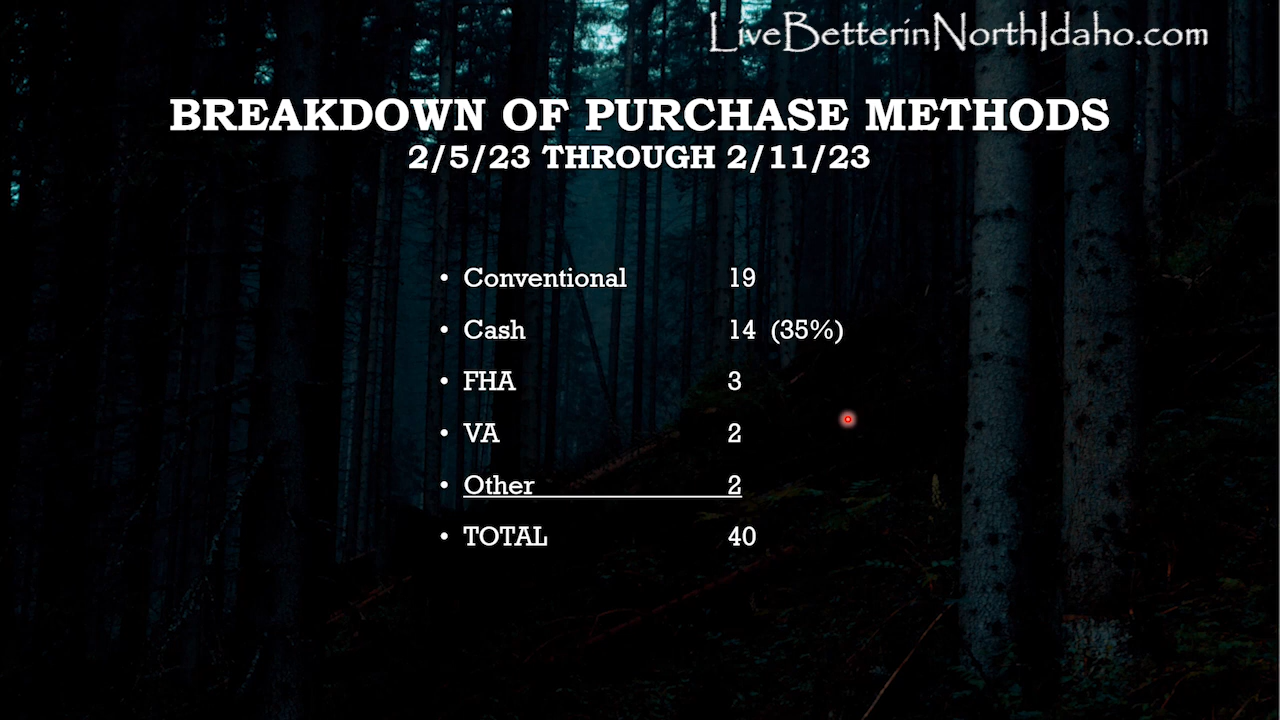 LiveBetterinNorthIdaho.com
BREAKDOWN OF PURCHASE METHODS
2/5/23 THROUGH 2/11/23
• Conventional 19
• Cash 14 (35%)
• FHA 3
• VA 2
• Other 2
• TOTAL 40